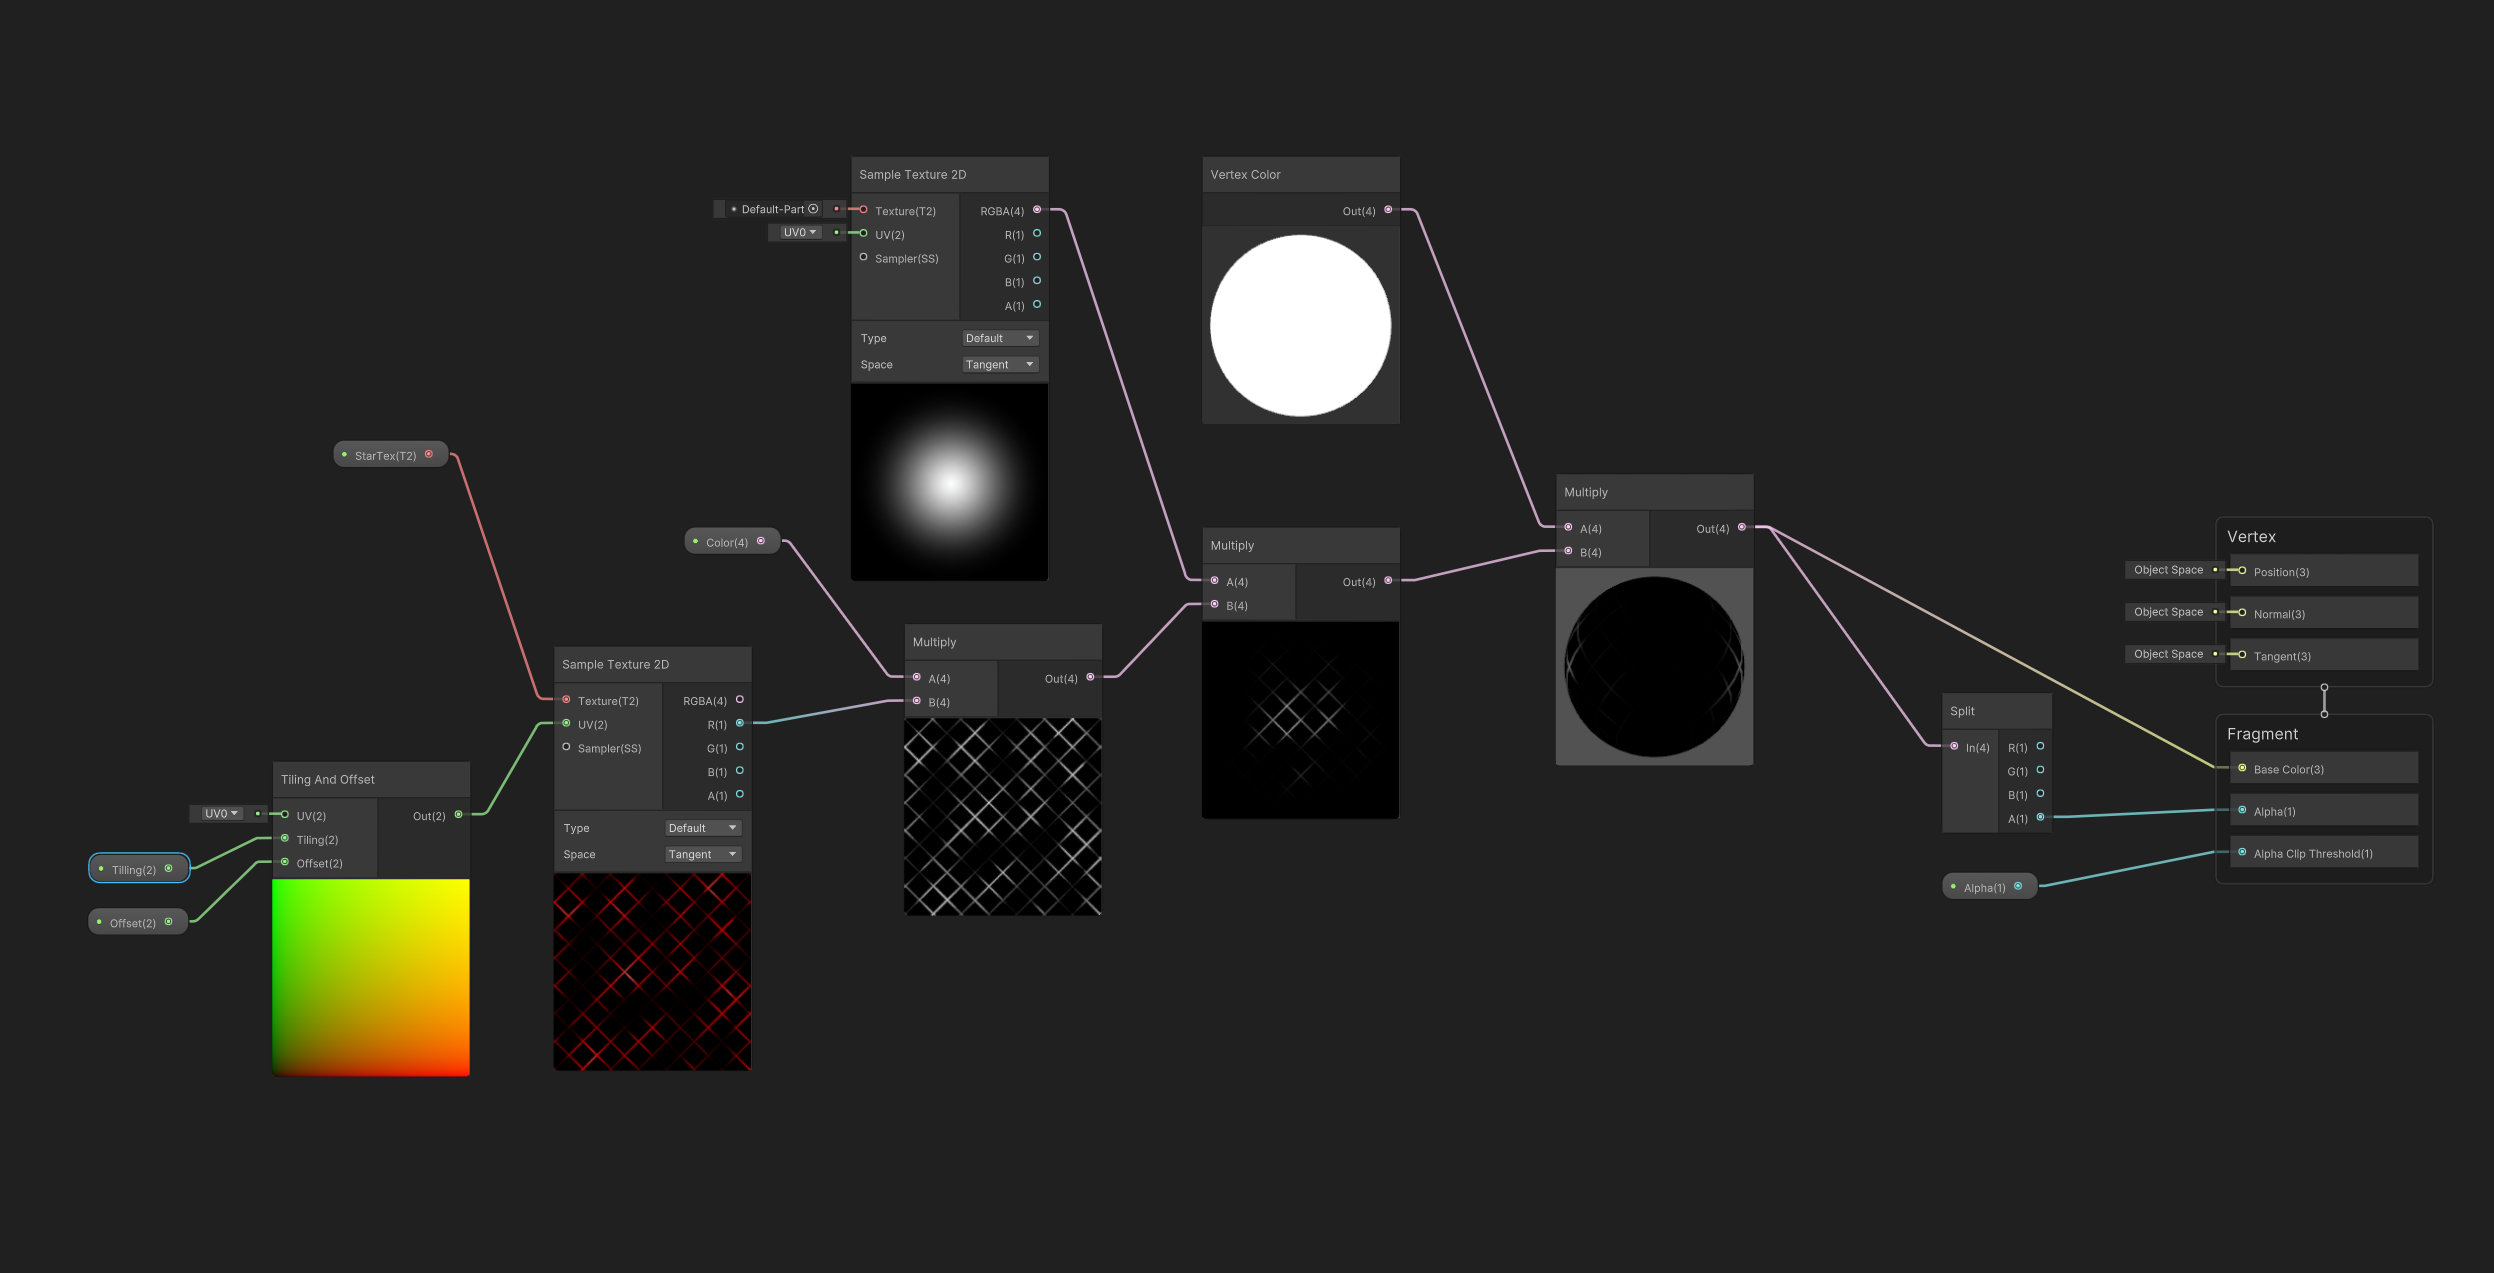 Sample Texture 2D
Default-Part
Texture(T2)
RGBA(4)
UV0
UV(2)
R(1)
Sampler(SS)
G(1)
B(1)
A(1)
Type
Default
Space
Tangent
Vertex Color
Out(4)
StarTex(T2)
Color(4)
Multiply
A(4)
Out(4)
B(4)
Multiply
A(4)
Out(4)
B(4)
Multiply
A(4)
Out(4)
B(4)
Sample Texture 2D
Texture(T2)
RGBA(4)
UV(2)
R(1)
Sampler(SS)
G(1)
B(1)
A(1)
Type
Default
Space
Tangent
Tiling And Offset
UV0
UV(2)
Out(2)
Tiling(2)
Offset(2)
Tilling(2)
Offset(2)
Vertex
Object Space
Position(3)
Object Space
Normal(3)
Object Space
Tangent(3)
Split
In(4)
R(1)
G(1)
B(1)
A(1)
Fragment
Base Color(3)
Alpha(1)
Alpha Clip Threshold(1)
Alpha(1)